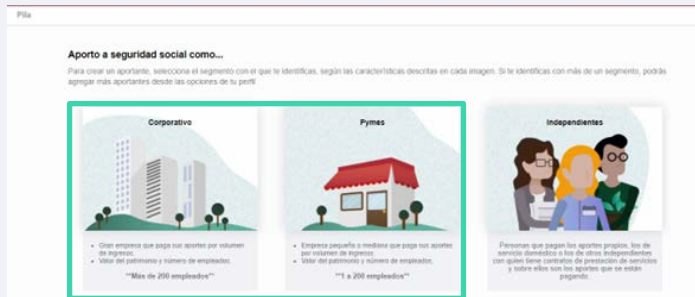 Pila
Aporto a seguridad social como...
Para crear un aportante, selecciona el segmento con el que te identificas, según las características descritas en cada imagen. Si te identificas con más de un segmento, podrás
agregar más aportantes desde las opciones de tu perfil
Corporativo
Pymes
Independientes
Gran empresa que paga sus aportes por volumen
de ingresos.
Valor del patrimonio y número de empleados.
**Más de 200 empleados**
Empresa pequeña o mediana que paga sus aportes
por volumen de ingresos.
Valor del patrimonio y número de empleados.
**1 a 200 empleados**
Personas que pagan los aportes propios, los de
servicio doméstico o los de otros independientes
con quien tiene contratos de prestación de servicios
y sobre ellos son los aportes que se están
pagando.